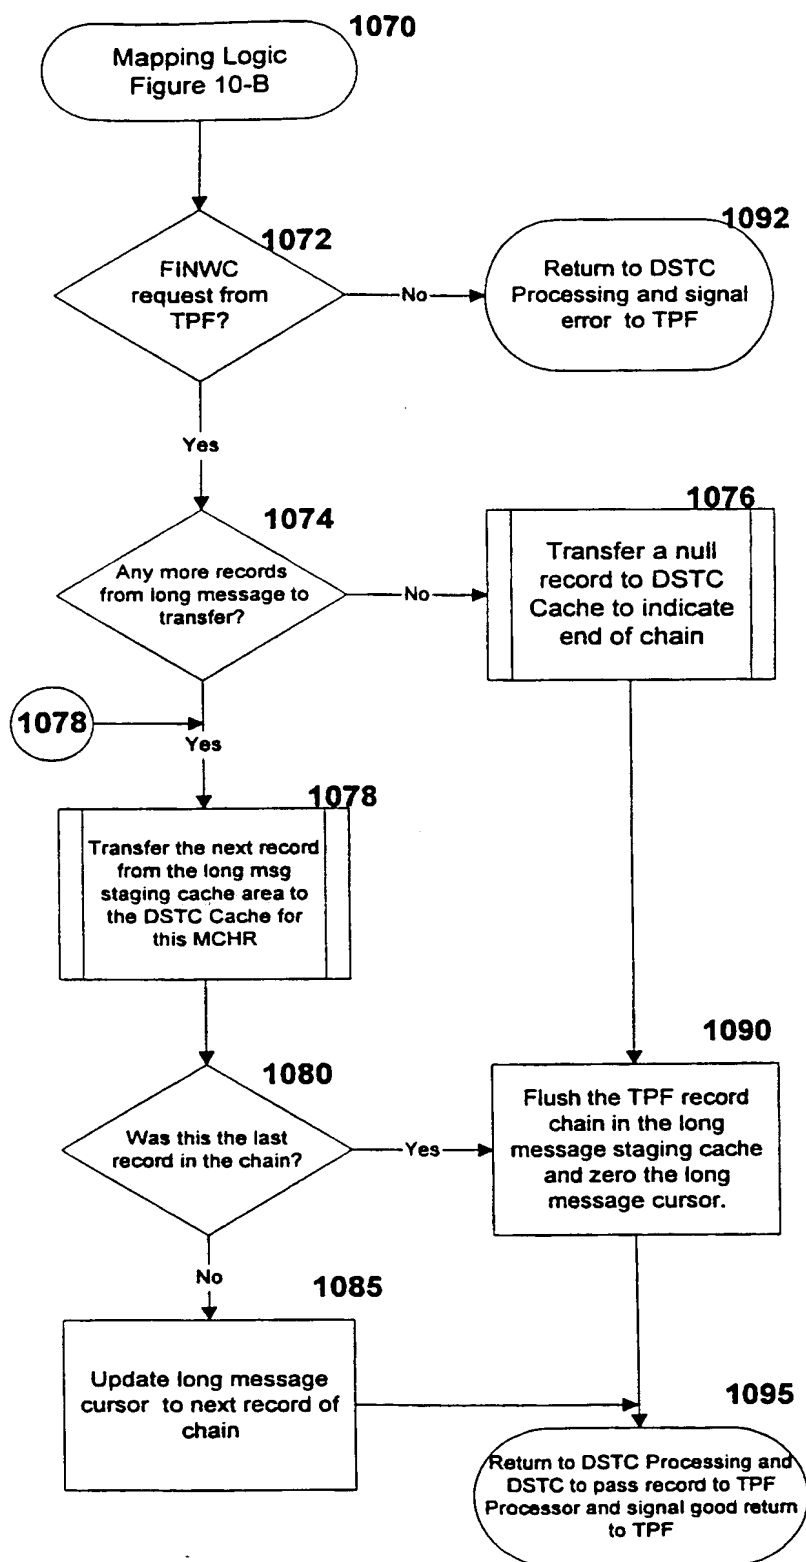 1070
Mapping Logic
Figure 10-B
1072
FINWC
request from
TPF?
No
1092
Return to DSTC
Processing and signal
error to TPF
Yes
1074
Any more records
from long message to
transfer?
No
1076
Transfer a null
record to DSTC
Cache to indicate
end of chain
1078
Yes
1078
Transfer the next record
from the long msg
staging cache area to
the DSTC Cache for
this MCHR
1080
Was this the last
record in the chain?
Yes
1090
Flush the TPF record
chain in the long
message staging cache
and zero the long
message cursor.
No
1085
Update long message
cursor to next record of
chain
1095
Return to DSTC Processing and
DSTC to pass record to TPF
Processor and signal good return
to TPF